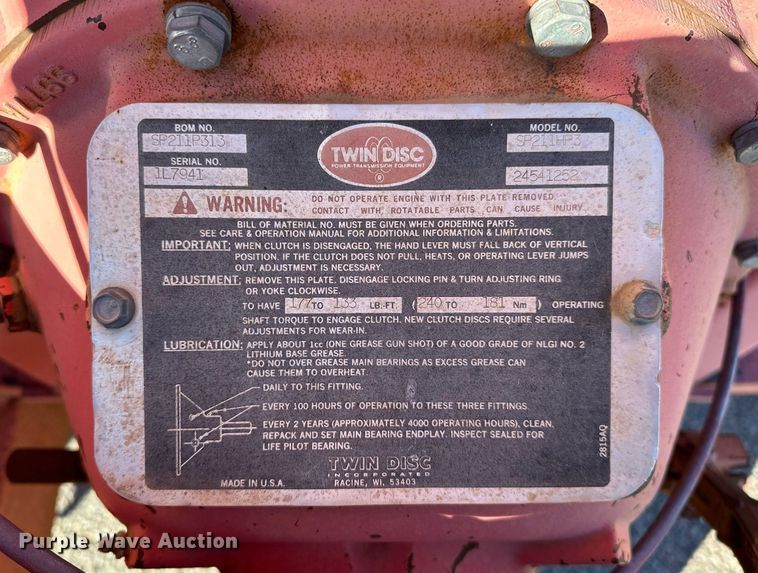 BOM NO.
SP211P313
SERIAL NO.
1L7941
TWIN DISC
POWER TRANSMISSION EQUIPMENT
®
MODEL NO.
SP211HP3
24541252
WARNING: DO NOT OPERATE ENGINE WITH THIS PLATE REMOVED
CONTACT WITH ROTATABLE PARTS CAN CAUSE INJURY
BILL OF MATERIAL NO. MUST BE GIVEN WHEN ORDERING PARTS.
SEE CARE & OPERATION MANUAL FOR ADDITIONAL INFORMATION & LIMITATIONS.
IMPORTANT: WHEN CLUTCH IS DISENGAGED, THE HAND LEVER MUST FALL BACK OF VERTICAL
POSITION. IF THE CLUTCH DOES NOT PULL, HEATS, OR OPERATING LEVER JUMPS
OUT, ADJUSTMENT IS NECESSARY.
ADJUSTMENT: REMOVE THIS PLATE. DISENGAGE LOCKING PIN & TURN ADJUSTING RING
OR YOKE CLOCKWISE.
TO HAVE 177 TO 133 LB·FT. (240 TO 181 Nm) OPERATING
SHAFT TORQUE TO ENGAGE CLUTCH. NEW CLUTCH DISCS REQUIRE SEVERAL
ADJUSTMENTS FOR WEAR-IN.
LUBRICATION: APPLY ABOUT 1cc (ONE GREASE GUN SHOT) OF A GOOD GRADE OF NLGI NO. 2
LITHIUM BASE GREASE.
*DO NOT OVER GREASE MAIN BEARINGS AS EXCESS GREASE CAN
CAUSE THEM TO OVERHEAT.
DAILY TO THIS FITTING.
EVERY 100 HOURS OF OPERATION TO THESE THREE FITTINGS.
EVERY 2 YEARS (APPROXIMATELY 4000 OPERATING HOURS), CLEAN,
REPACK AND SET MAIN BEARING ENDPLAY. INSPECT SEALED FOR
LIFE PILOT BEARING.
2815AQ
TWIN DISC
INCORPORATED
MADE IN U.S.A. RACINE, WI. 53403
Purple Wave Auction